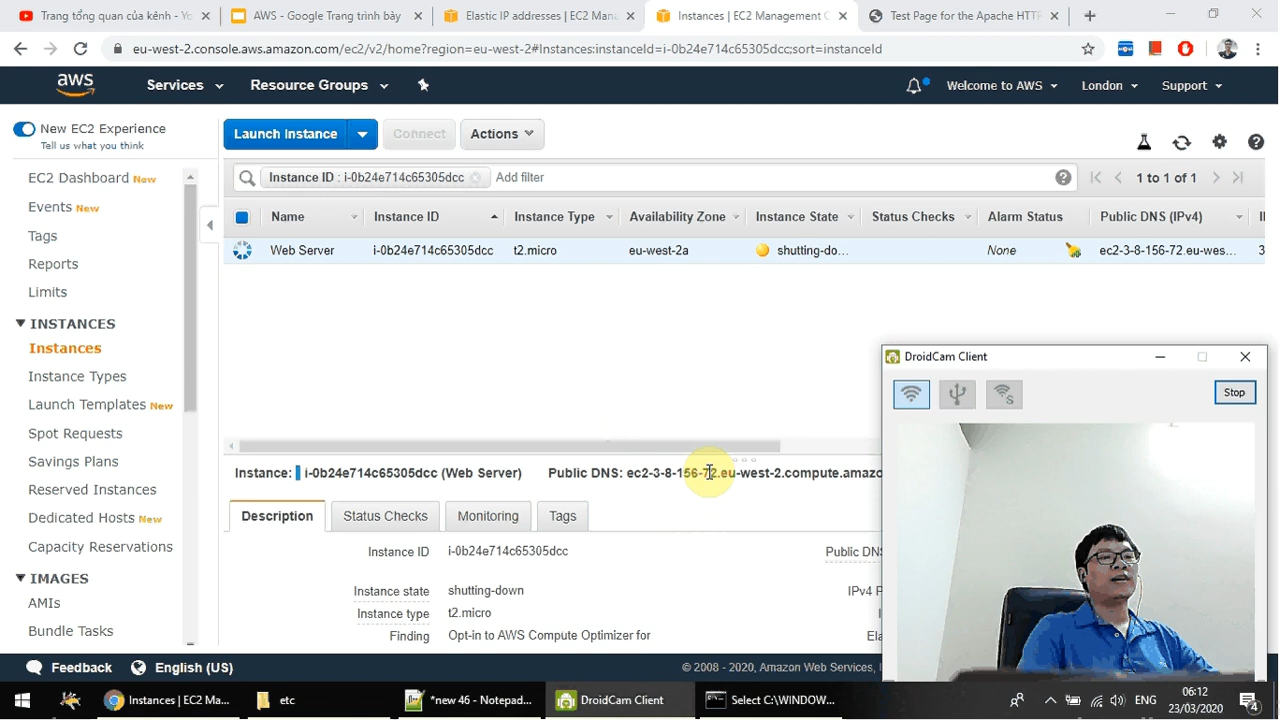 Trang tổng quan của kênh - Yo
AWS - Google Trang trình bày
Elastic IP addresses | EC2 Mana
Instances | EC2 Management C
Test Page for the Apache HTTP
eu-west-2.console.aws.amazon.com/ec2/v2/home?region=eu-west-2#Instances:instanceId=i-0b24e714c65305dcc;sort=instanceId
aws Services Resource Groups Welcome to AWS London Support
New EC2 Experience
Tell us what you think
Launch Instance Connect Actions
EC2 Dashboard New
Events New
Tags
Reports
Limits
INSTANCES
Instances
Instance Types
Launch Templates New
Spot Requests
Savings Plans
Reserved Instances
Dedicated Hosts New
Capacity Reservations
IMAGES
AMIs
Bundle Tasks
Instance ID : i-0b24e714c65305dcc Add filter 1 to 1 of 1
Name Instance ID Instance Type Availability Zone Instance State Status Checks Alarm Status Public DNS (IPv4)
Web Server i-0b24e714c65305dcc t2.micro eu-west-2a shutting-do... None ec2-3-8-156-72.eu-wes... 3
Instance: i-0b24e714c65305dcc (Web Server) Public DNS: ec2-3-8-156-72.eu-west-2.compute.amazo
Description Status Checks Monitoring Tags
Instance ID i-0b24e714c65305dcc Public DNS
Instance state shutting-down IPv4 P
Instance type t2.micro
Finding Opt-in to AWS Compute Optimizer for Ela
DroidCam Client
S
Stop
Feedback English (US) © 2008 - 2020, Amazon Web Services,
Instances | EC2 Ma...
etc
*new 46 - Notepad...
DroidCam Client
Select C:\WINDOW...
ENG
06:12
23/03/2020
4